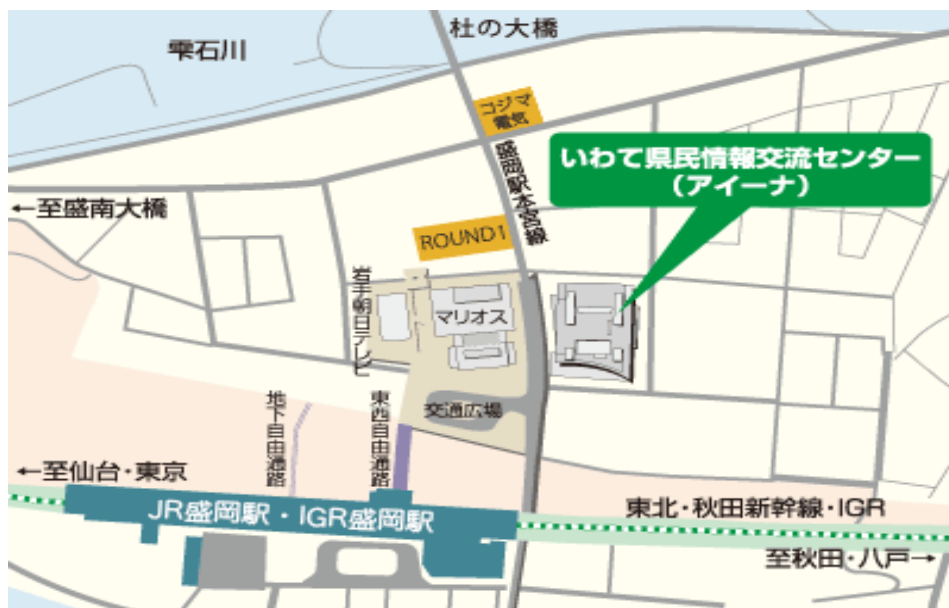 雫石川
杜の大橋
コジマ
電気
いわて県民情報交流センター
（アイーナ）
盛岡駅本宮線
←至盛南大橋
ROUND1
岩手朝日テレビ
マリオス
交通広場
地下自由通路
東西自由通路
←至仙台・東京
JR盛岡駅・IGR盛岡駅
東北・秋田新幹線・IGR
至秋田・八戸→